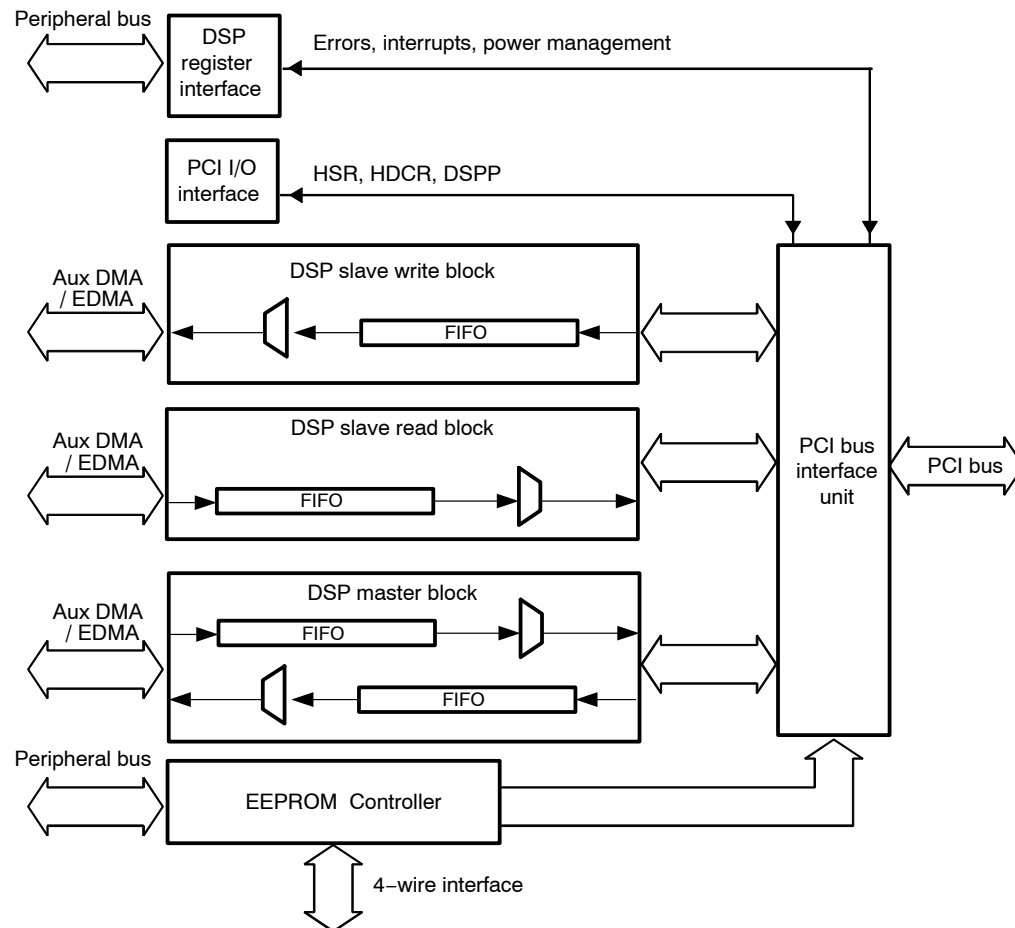 Peripheral bus
DSP
register
interface
Errors, interrupts, power management
PCI I/O
interface
HSR, HDCR, DSPP
Aux DMA
/ EDMA
DSP slave write block
FIFO
Aux DMA
/ EDMA
DSP slave read block
FIFO
PCI bus
interface
unit
PCI bus
Aux DMA
/ EDMA
DSP master block
FIFO
FIFO
Peripheral bus
EEPROM Controller
4−wire interface